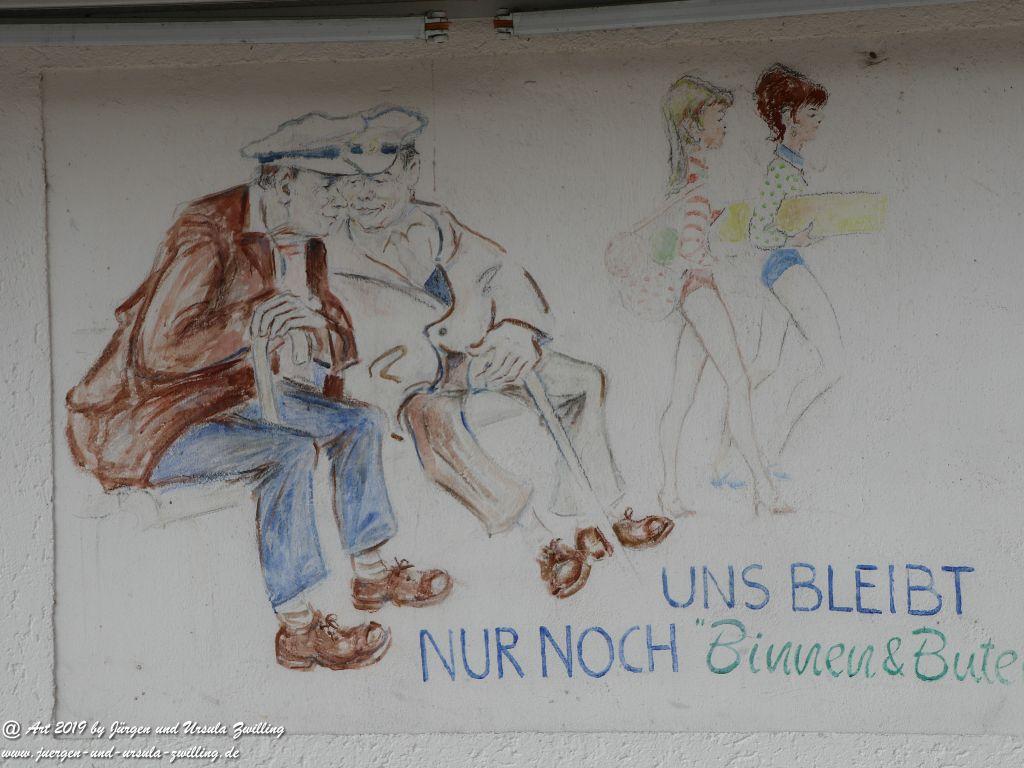 UNS BLEIBT
NUR NOCH "Binnen & Bute
@ Art 2019 by Jürgen und Ursula Zwilling
www.juergen-und-ursula-zwilling.de